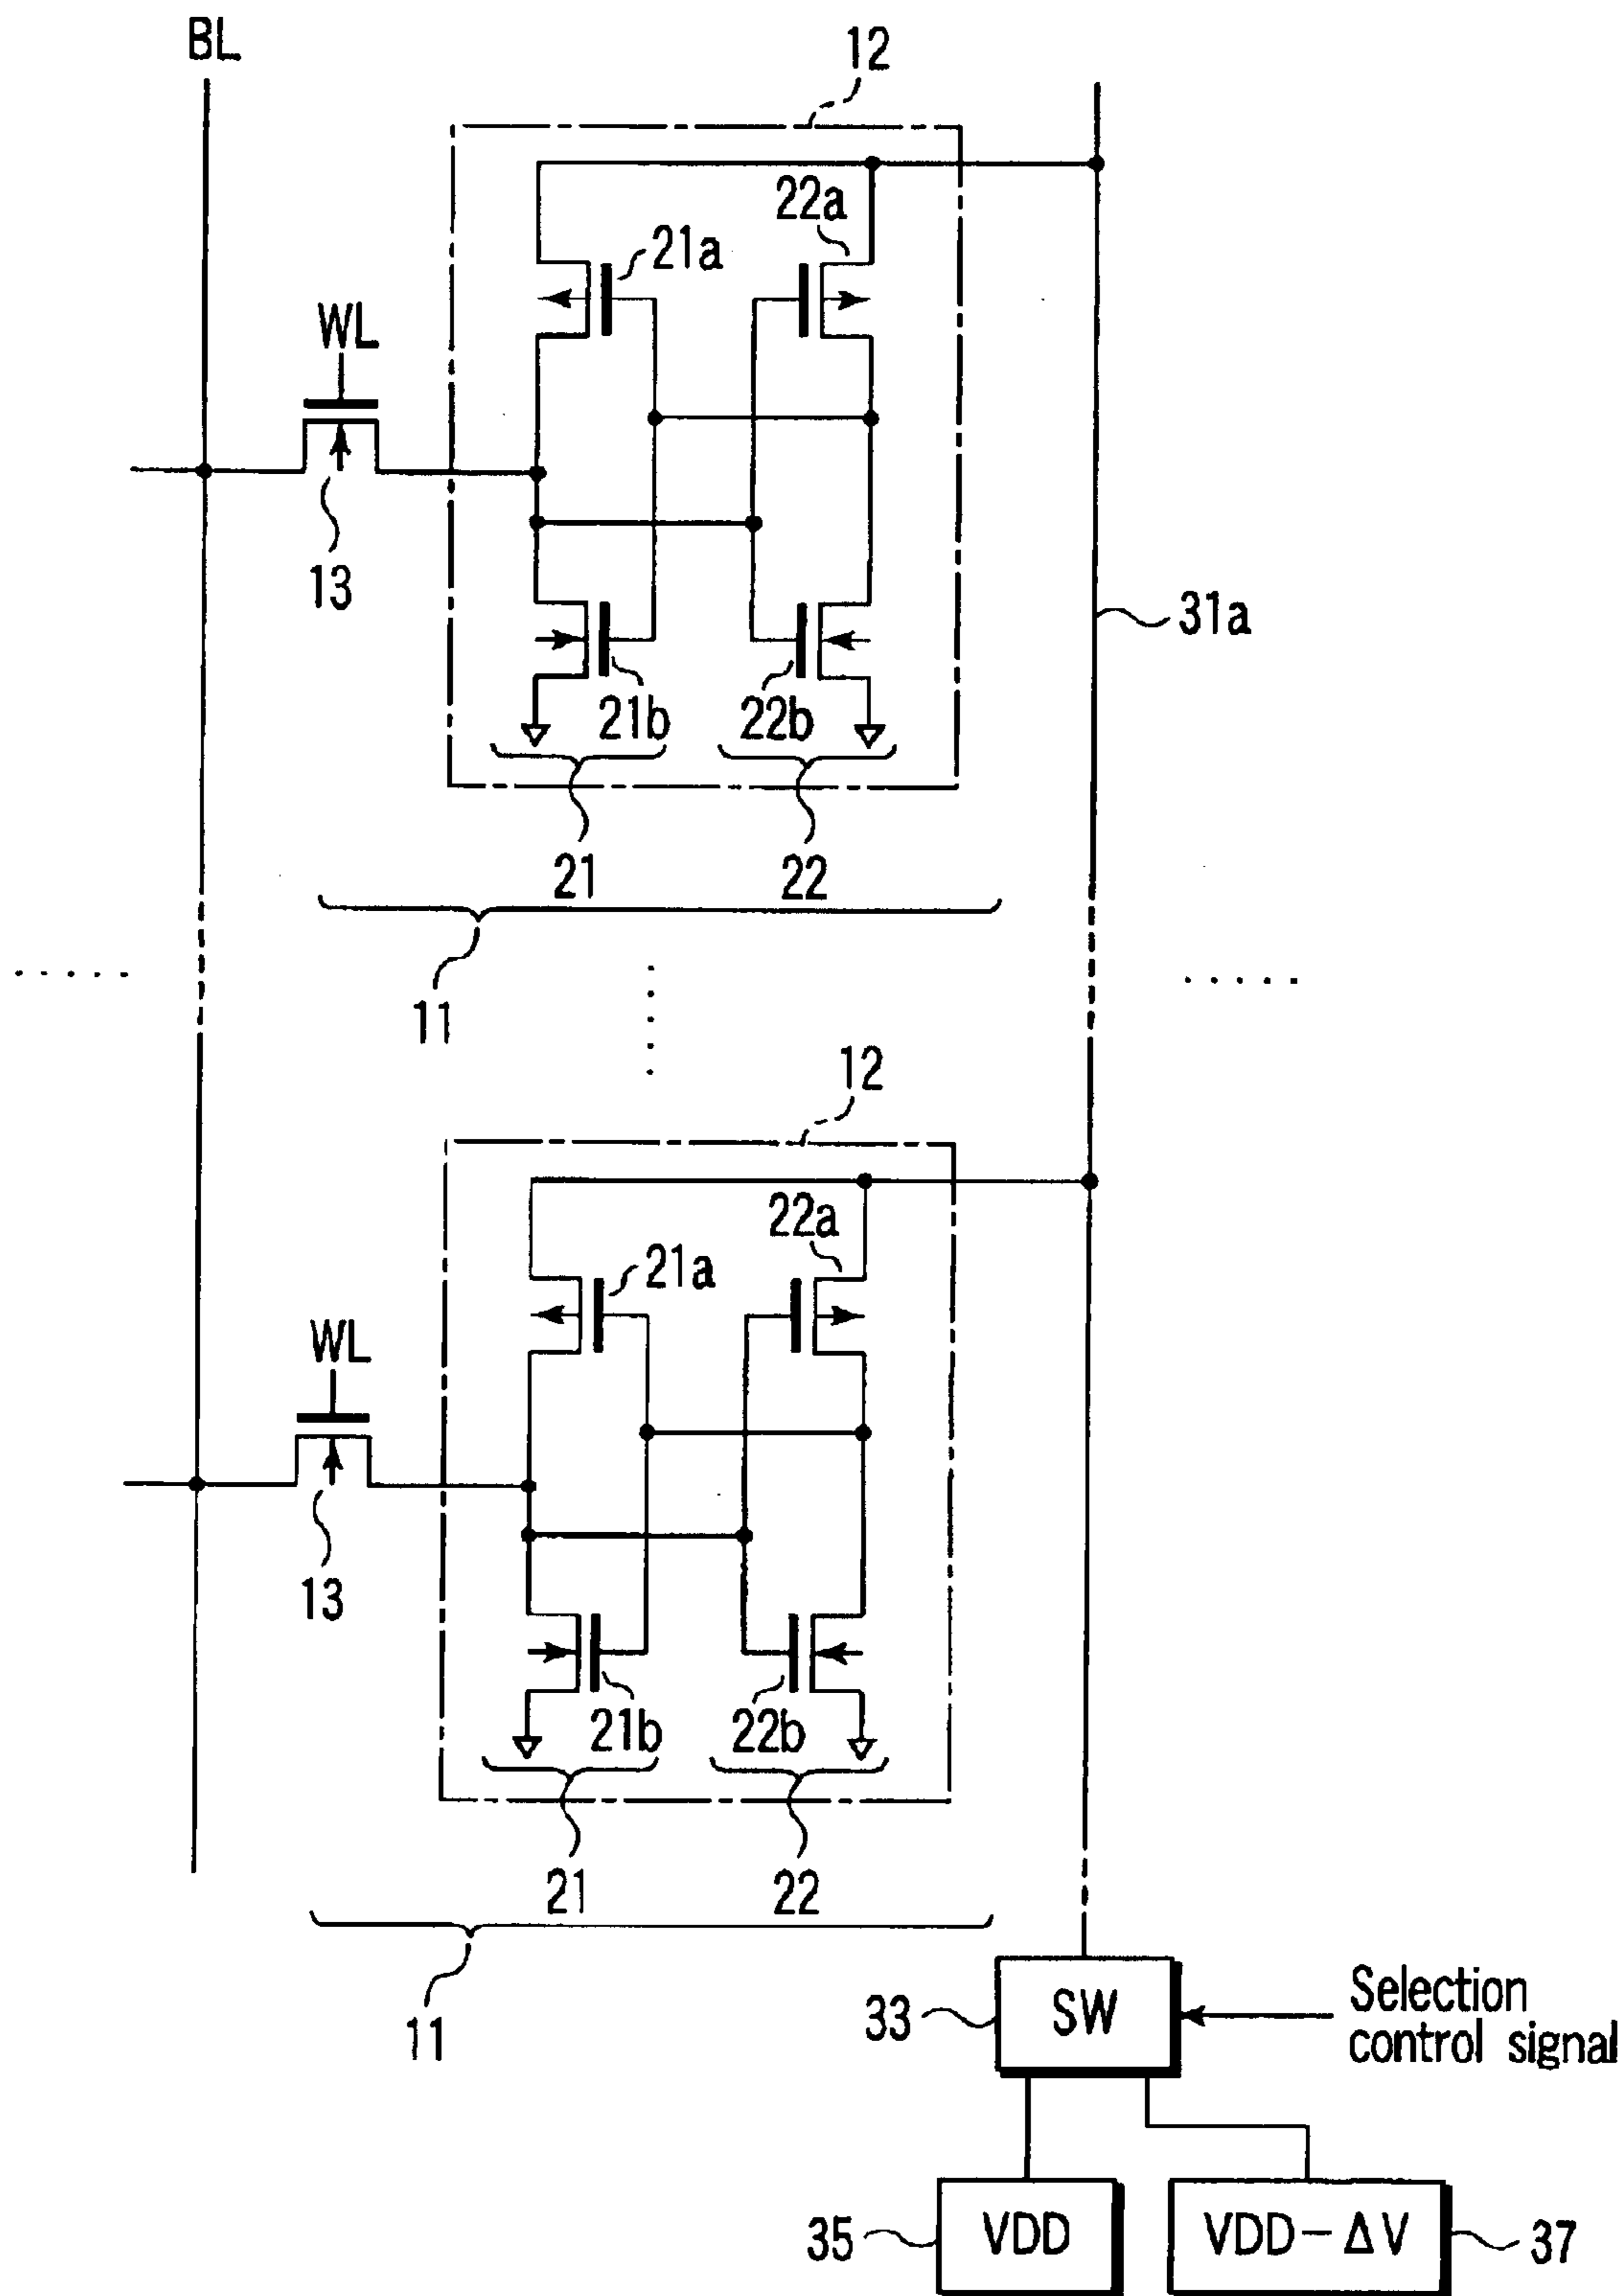 BL
12
22a
21a
WL
13
31a
21b
22b
21
22
11
12
22a
21a
WL
13
21b
22b
21
22
11
33
SW
Selection
control signal
35
VDD
VDD-ΔV
37